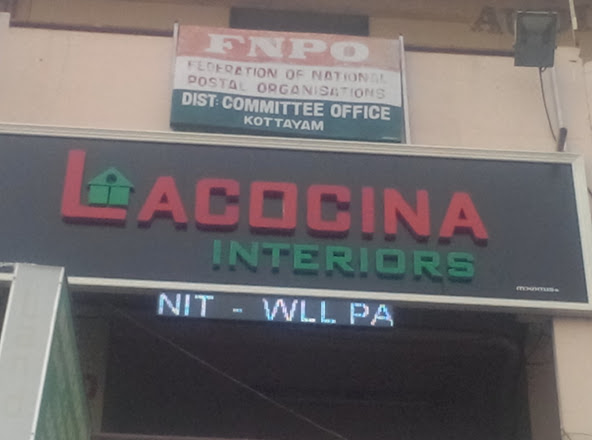 FNPO
FEDERATION OF NATIONAL
POSTAL ORGANISATIONS
DIST: COMMITTEE OFFICE
KOTTAYAM
LACOCINA
INTERIORS
NIT - WLL PA